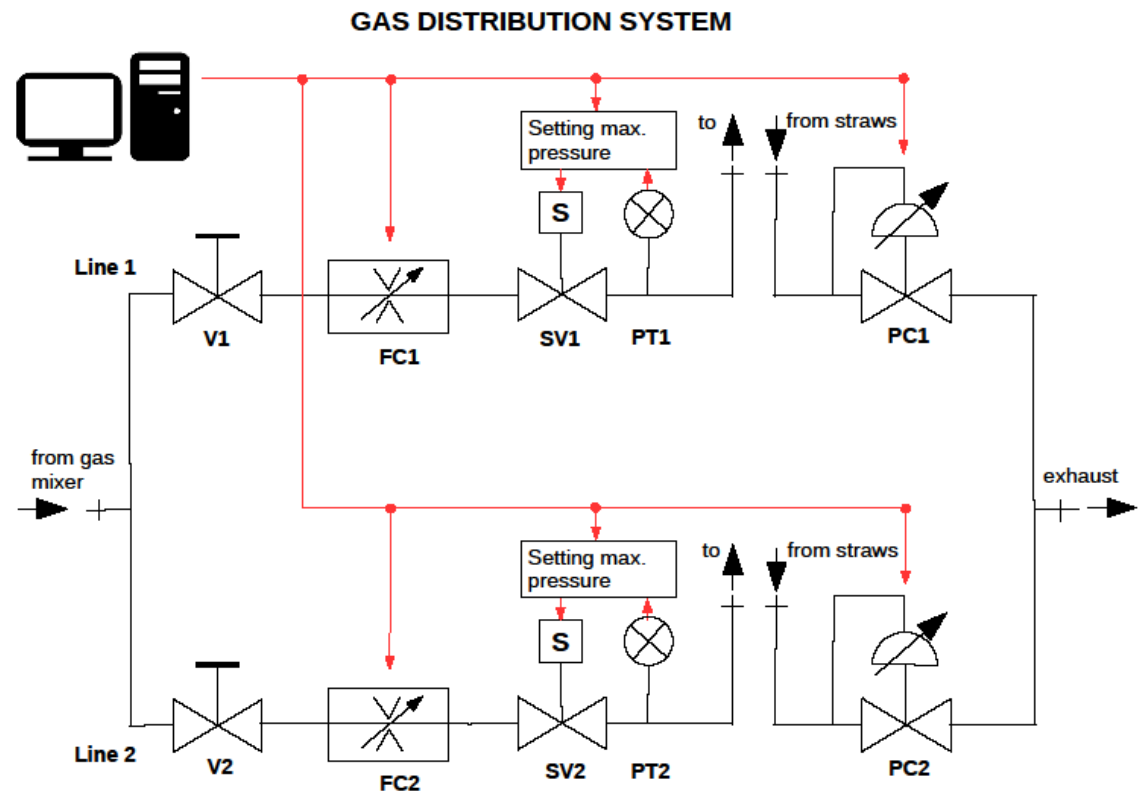 GAS DISTRIBUTION SYSTEM
Setting max.
pressure
to
from straws
S
Line 1
V1
FC1
SV1
PT1
PC1
from gas
mixer
exhaust
Setting max.
pressure
to
from straws
S
Line 2
V2
FC2
SV2
PT2
PC2